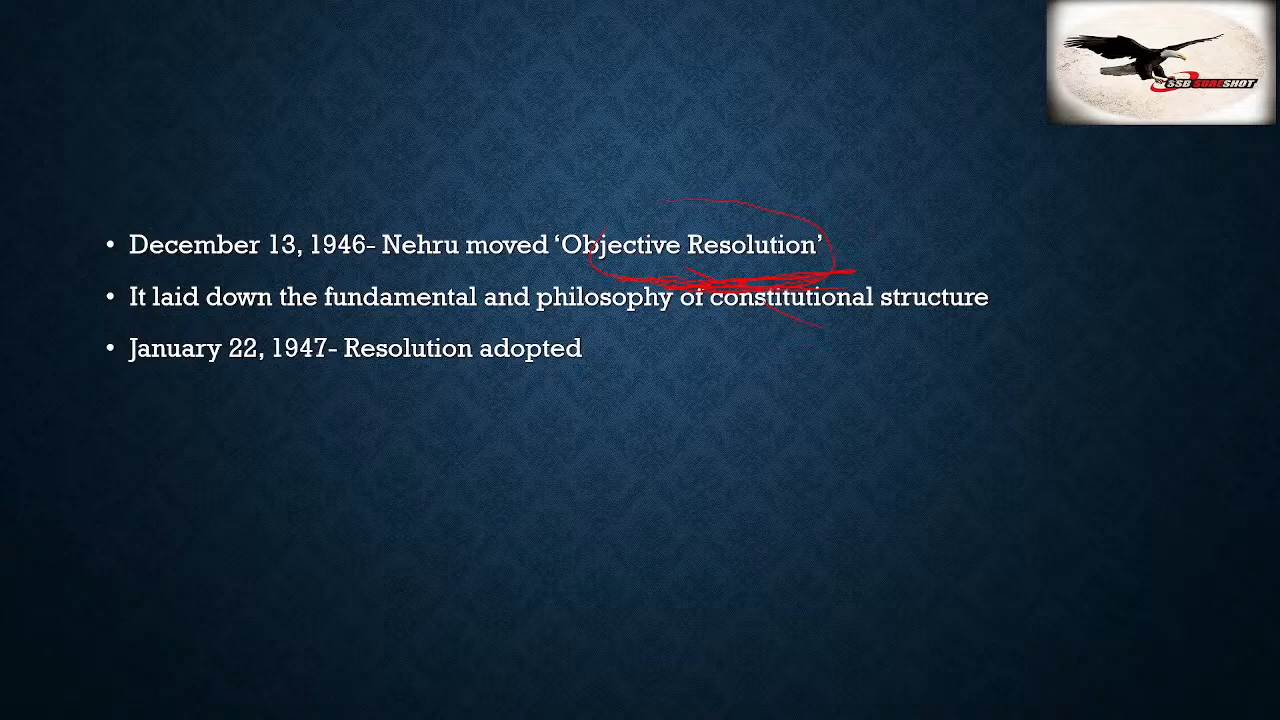 SSB SURESHOT
• December 13, 1946- Nehru moved ‘Objective Resolution’
• It laid down the fundamental and philosophy of constitutional structure
• January 22, 1947- Resolution adopted